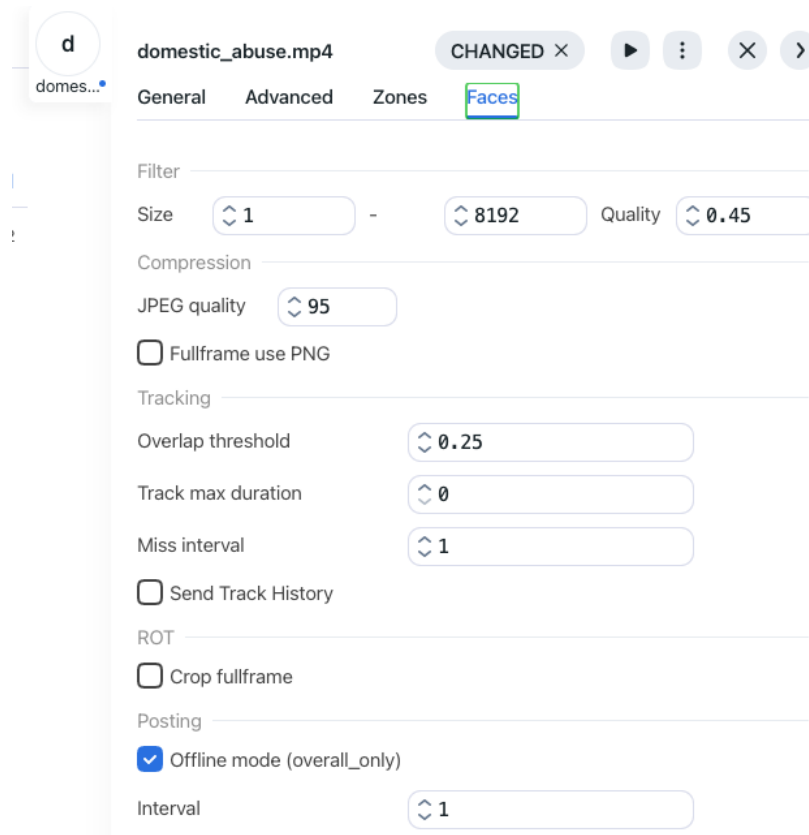 d
domes...
domestic_abuse.mp4
CHANGED
General Advanced Zones Faces
Filter
Size 1 - 8192 Quality 0.45
Compression
JPEG quality 95
Fullframe use PNG
Tracking
Overlap threshold 0.25
Track max duration 0
Miss interval 1
Send Track History
ROT
Crop fullframe
Posting
Offline mode (overall_only)
Interval 1